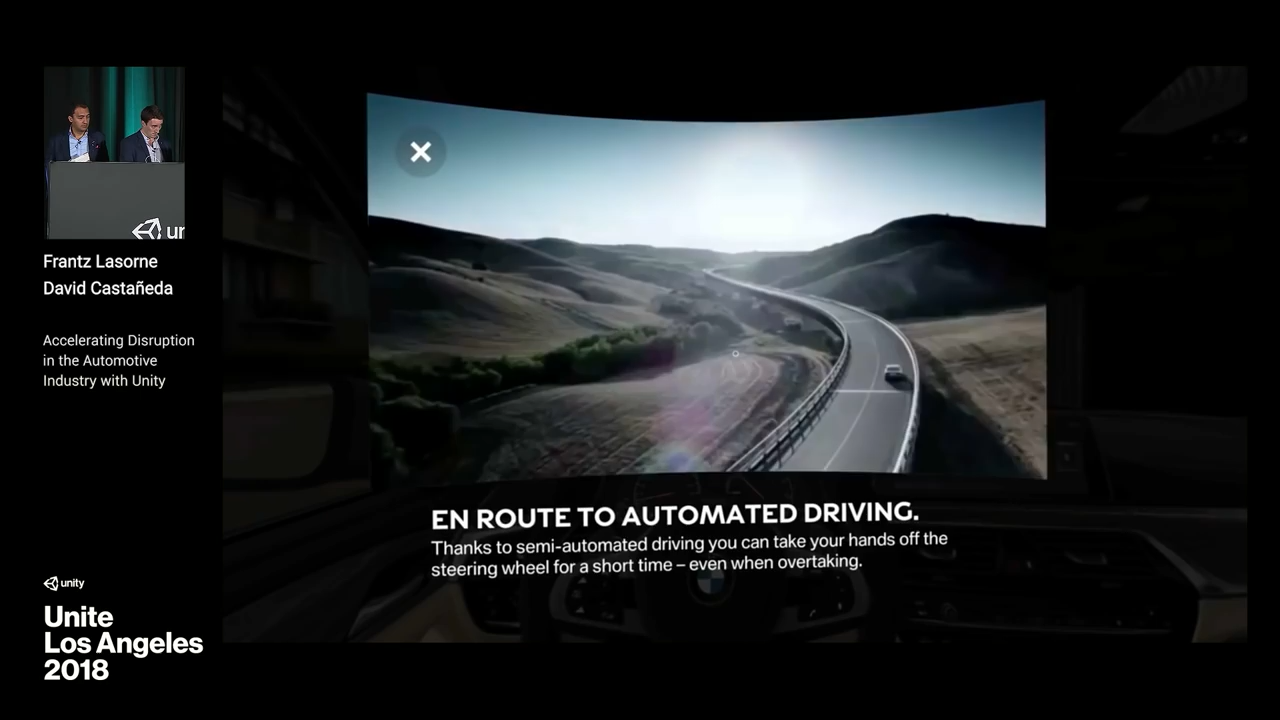 ur
Frantz Lasorne
David Castañeda
Accelerating Disruption
in the Automotive
Industry with Unity
unity
Unite
Los Angeles
2018
EN ROUTE TO AUTOMATED DRIVING.
Thanks to semi-automated driving you can take your hands off the
steering wheel for a short time – even when overtaking.